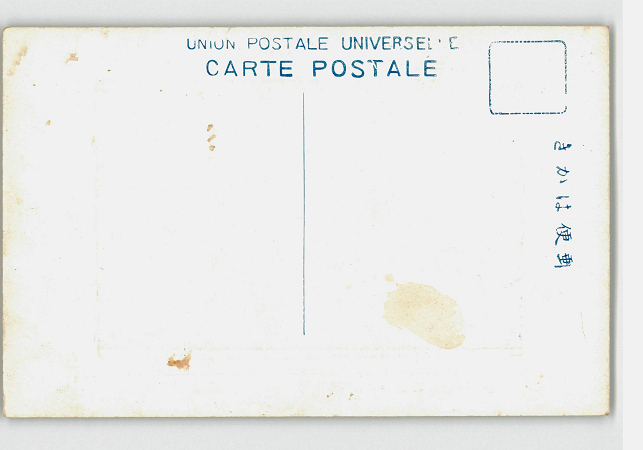 UNION POSTALE UNIVERSELLE
CARTE POSTALE
郵便はかき